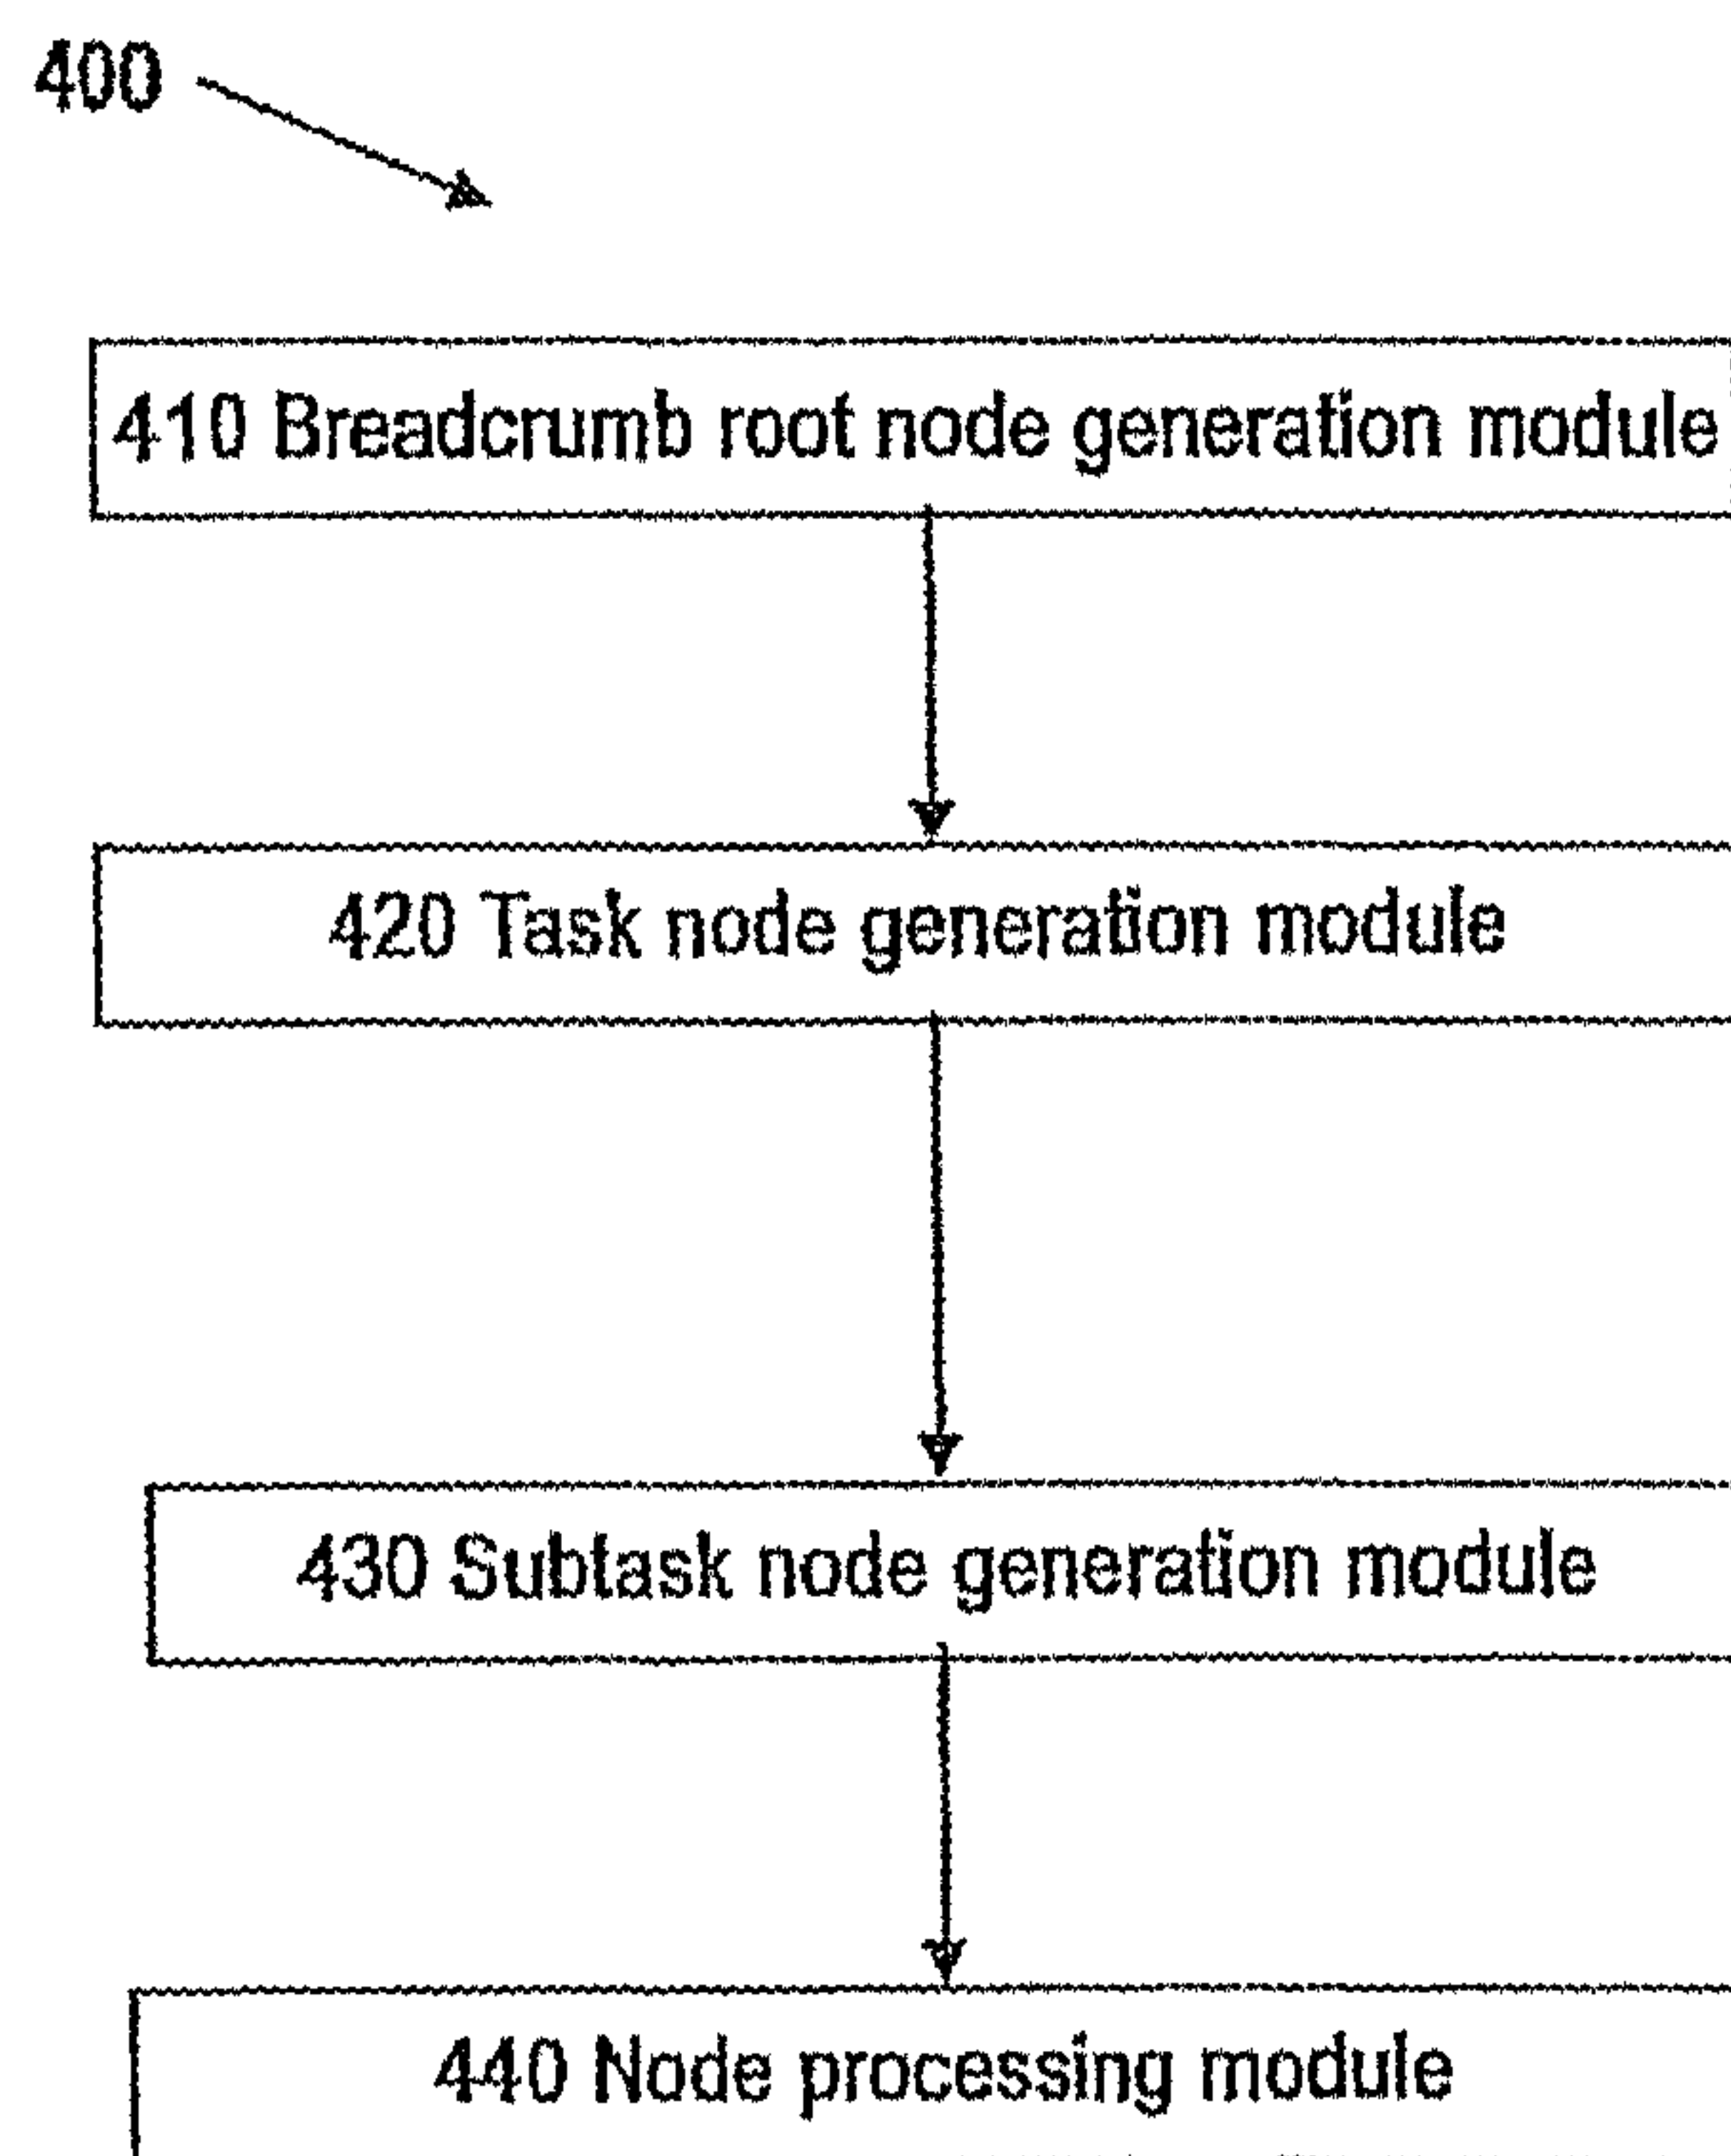 400
410 Breadcrumb root node generation module
420 Task node generation module
430 Subtask node generation module
440 Node processing module